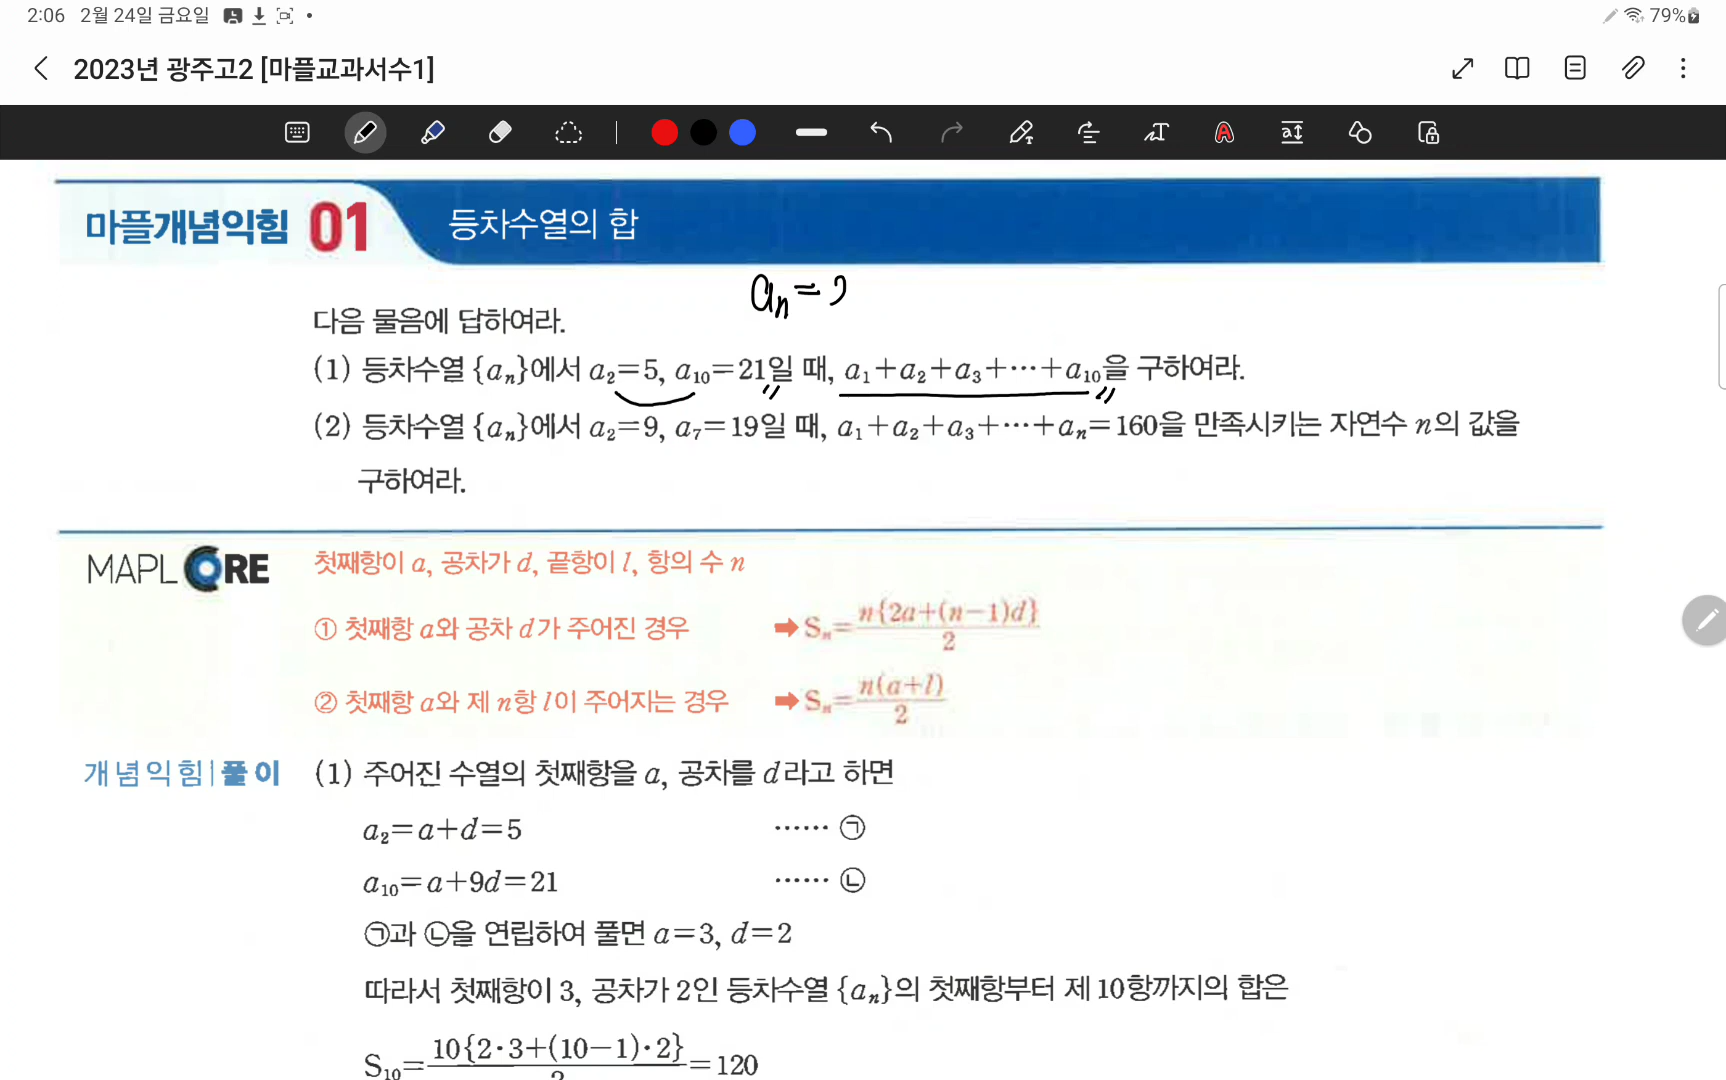 2:06 2월 24일 금요일 79%
2023년 광주고2 [마플교과서수1]
마플개념익힘 01 등차수열의 합
aₙ=2
다음 물음에 답하여라.
(1) 등차수열 {aₙ}에서 a₂=5, a₁₀=21일 때, a₁+a₂+a₃+⋯+a₁₀을 구하여라.
(2) 등차수열 {aₙ}에서 a₂=9, a₇=19일 때, a₁+a₂+a₃+⋯+aₙ=160을 만족시키는 자연수 n의 값을
구하여라.
MAPL CORE 첫째항이 a, 공차가 d, 끝항이 l, 항의 수 n
① 첫째항 a와 공차 d가 주어진 경우 ➡ Sₙ=n{2a+(n-1)d}/2
② 첫째항 a와 제 n항 l이 주어지는 경우 ➡ Sₙ=n(a+l)/2
개념익힘|풀이 (1) 주어진 수열의 첫째항을 a, 공차를 d라고 하면
a₂=a+d=5 ⋯⋯ ㉠
a₁₀=a+9d=21 ⋯⋯ ㉡
㉠과 ㉡을 연립하여 풀면 a=3, d=2
따라서 첫째항이 3, 공차가 2인 등차수열 {aₙ}의 첫째항부터 제 10항까지의 합은
S₁₀=10{2·3+(10-1)·2}/2=120